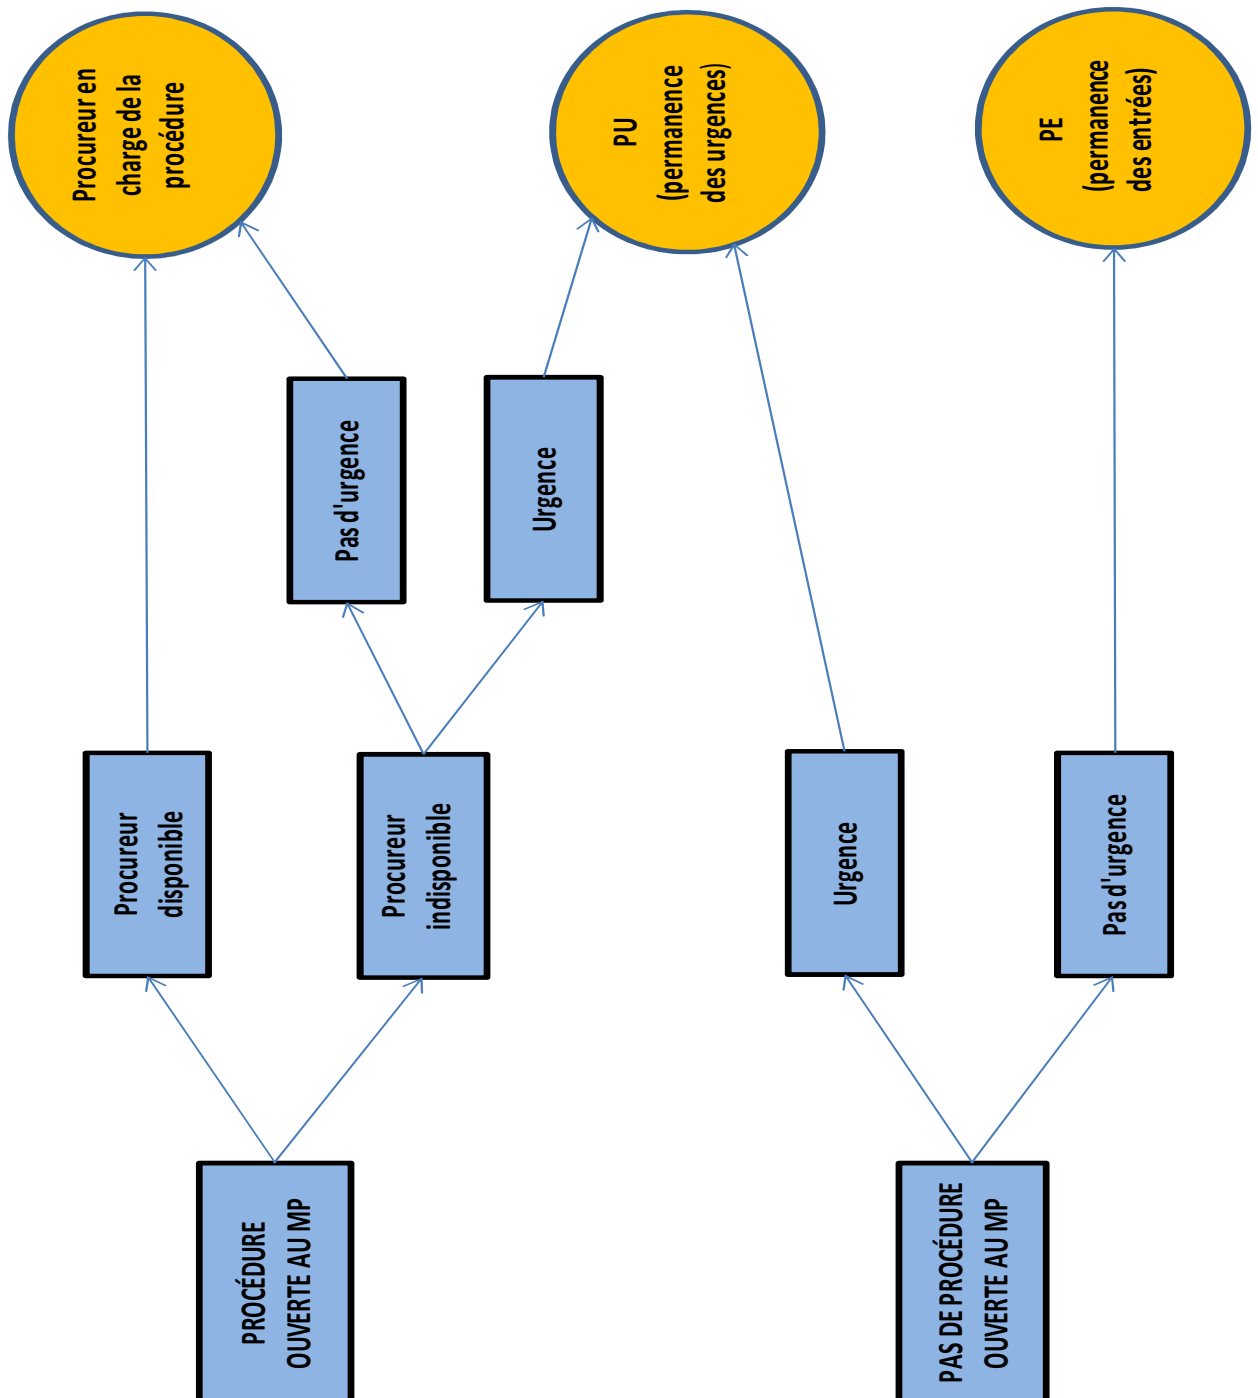 PROCÉDURE
OUVERTE AU MP
Procureur
disponible
Procureur en
charge de la
procédure
Procureur
indisponible
Pas d'urgence
Urgence
PU
(permanence
des urgences)
PAS DE PROCÉDURE
OUVERTE AU MP
Urgence
Pas d'urgence
PE
(permanence
des entrées)